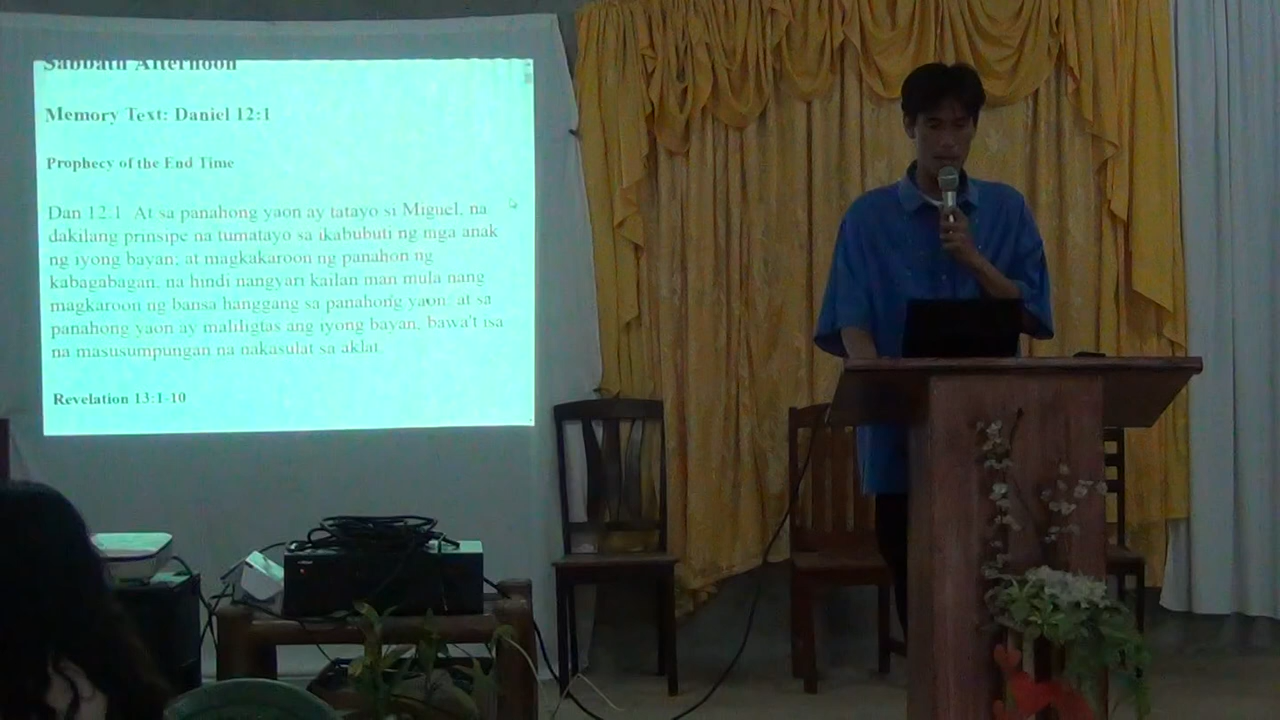 Sabbath Afternoon
Memory Text: Daniel 12:1
Prophecy of the End Time
Dan 12:1 At sa panahong yaon ay tatayo si Miguel, na
dakilang prinsipe na tumatayo sa ikabubuti ng mga anak
ng iyong bayan; at magkakaroon ng panahon ng
kabagabagan, na hindi nangyari kailan man mula nang
magkaroon ng bansa hanggang sa panahong yaon: at sa
panahong yaon ay maliligtas ang iyong bayan, bawa't isa
na masusumpungan na nakasulat sa aklat.
Revelation 13:1-10